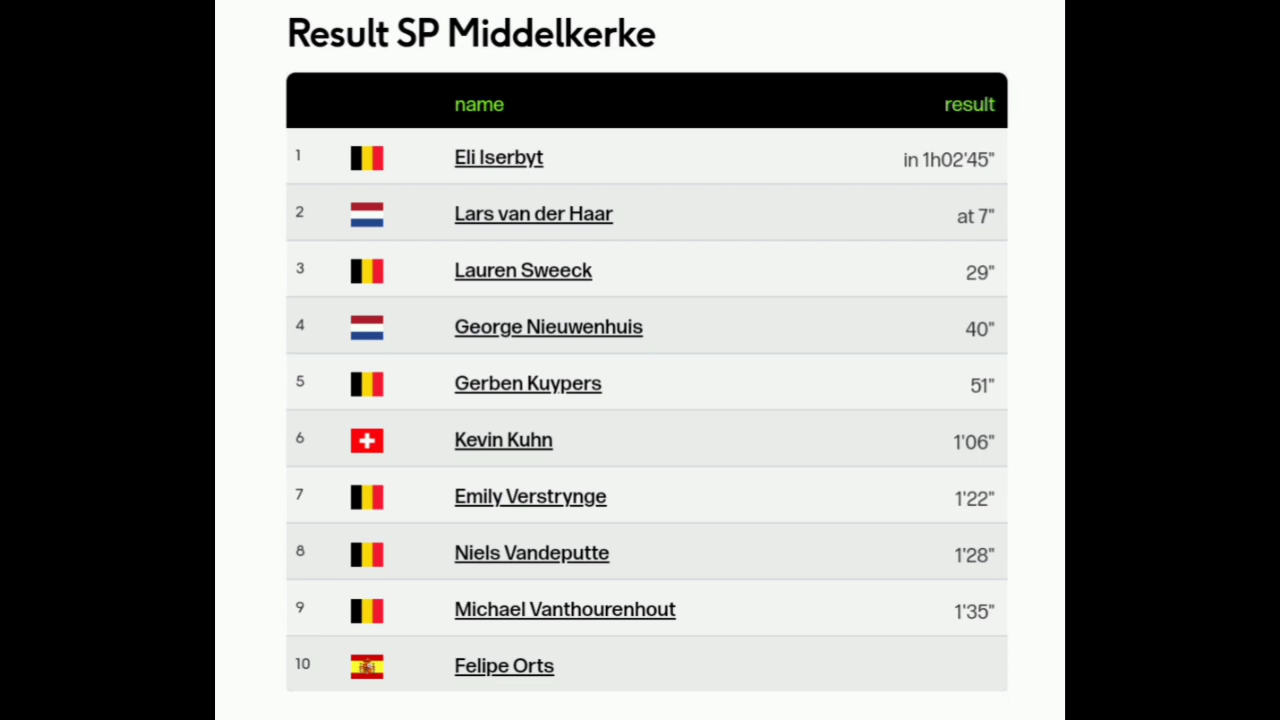 Result SP Middelkerke
name result
1 Eli Iserbyt in 1h02'45"
2 Lars van der Haar at 7"
3 Lauren Sweeck 29"
4 George Nieuwenhuis 40"
5 Gerben Kuypers 51"
6 Kevin Kuhn 1'06"
7 Emily Verstrynge 1'22"
8 Niels Vandeputte 1'28"
9 Michael Vanthourenhout 1'35"
10 Felipe Orts